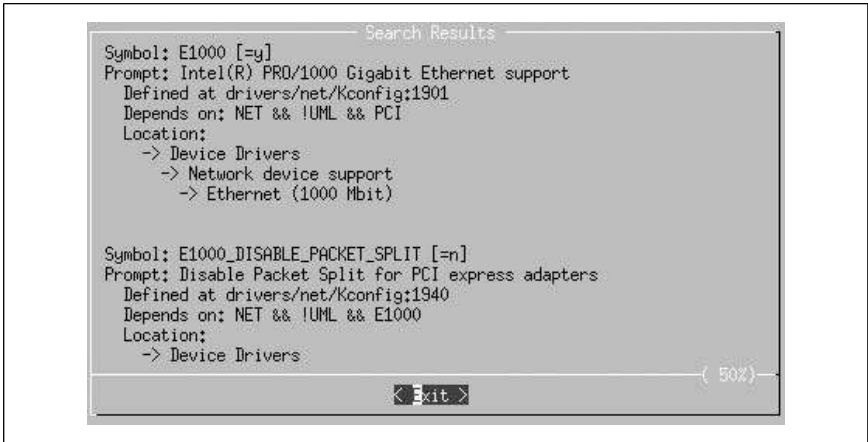 Search Results
Symbol: E1000 [=y]
Prompt: Intel(R) PRO/1000 Gigabit Ethernet support
Defined at drivers/net/Kconfig:1901
Depends on: NET && !UML && PCI
Location:
-> Device Drivers
-> Network device support
-> Ethernet (1000 Mbit)
Symbol: E1000_DISABLE_PACKET_SPLIT [=n]
Prompt: Disable Packet Split for PCI express adapters
Defined at drivers/net/Kconfig:1940
Depends on: NET && !UML && E1000
Location:
-> Device Drivers
( 50%)
< Exit >